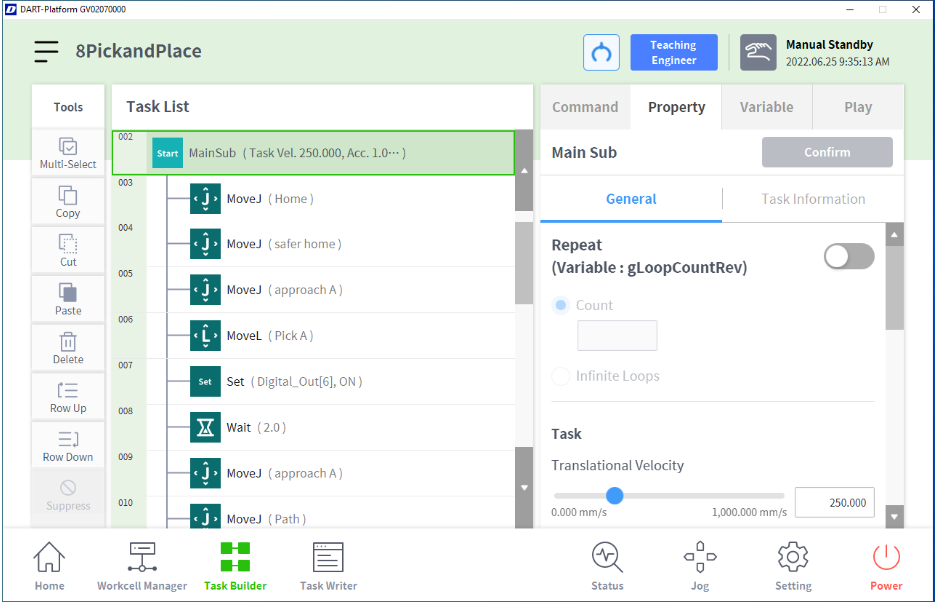 DART-Platform GV02070000
8PickandPlace
Teaching
Engineer
Manual Standby
2022.06.25 9:35:13 AM
Tools
Multi-Select
Copy
Cut
Paste
Delete
Row Up
Row Down
Suppress
Task List
002
Start MainSub ( Task Vel. 250.000, Acc. 1.0··· )
003
J MoveJ ( Home )
004
J MoveJ ( safer home )
005
J MoveJ ( approach A )
006
L MoveL ( PIck A )
007
Set Set ( Digital_Out[6], ON )
008
Wait ( 2.0 )
009
J MoveJ ( approach A )
010
J MoveJ ( Path )
Command Property Variable Play
Main Sub Confirm
General Task Information
Repeat
(Variable : gLoopCountRev)
Count
Infinite Loops
Task
Translational Velocity
250.000
0.000 mm/s 1,000.000 mm/s
Home Workcell Manager Task Builder Task Writer Status Jog Setting Power